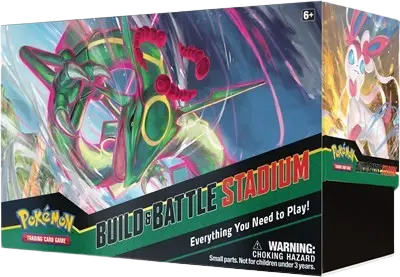 6+
BUILD & BATTLE STADIUM
Everything You Need to Play!
Pokémon
TRADING CARD GAME
WARNING:
CHOKING HAZARD
Small parts. Not for children under 3 years.
Pokémon